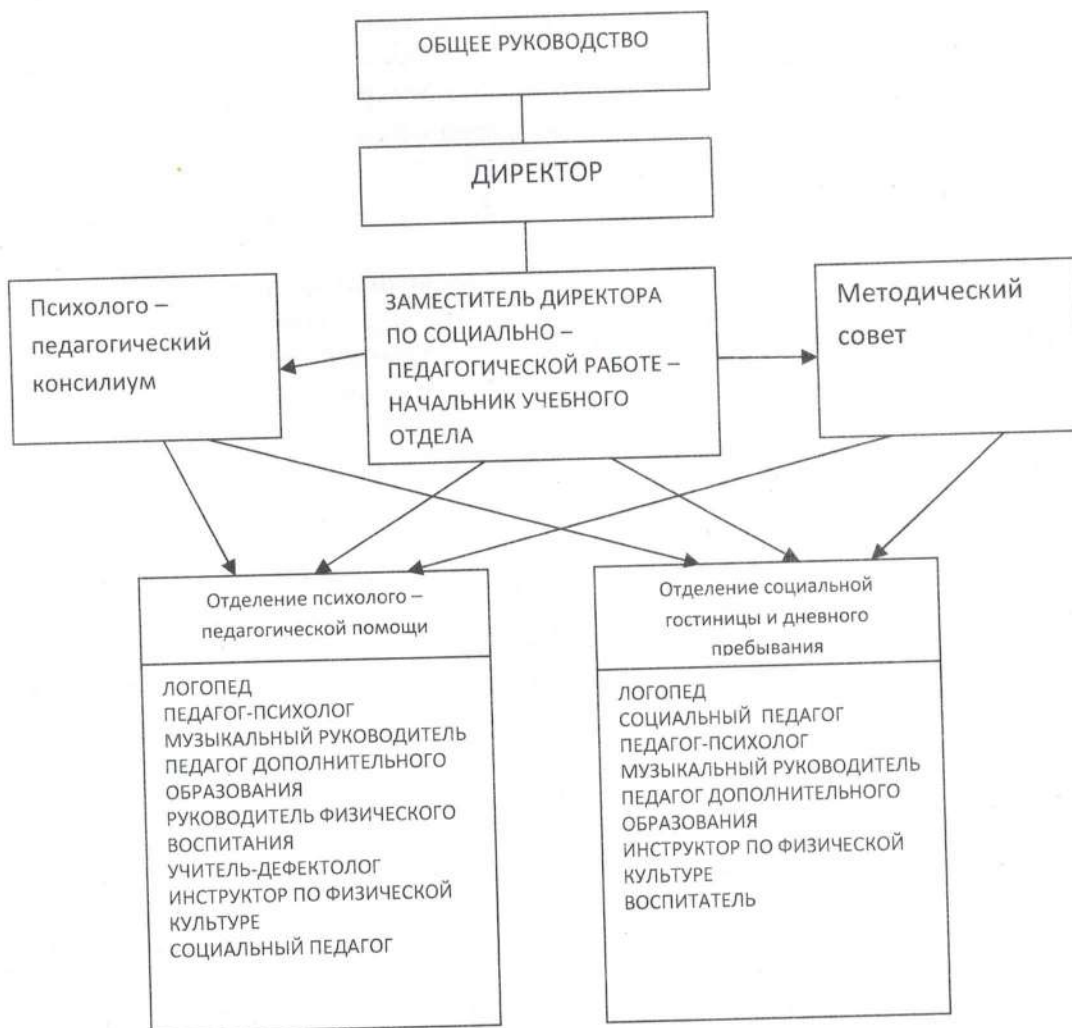 ОБЩЕЕ РУКОВОДСТВО
ДИРЕКТОР
Психолого –
педагогический
консилиум
ЗАМЕСТИТЕЛЬ ДИРЕКТОРА
ПО СОЦИАЛЬНО –
ПЕДАГОГИЧЕСКОЙ РАБОТЕ –
НАЧАЛЬНИК УЧЕБНОГО
ОТДЕЛА
Методический
совет
Отделение психолого –
педагогической помощи
ЛОГОПЕД
ПЕДАГОГ-ПСИХОЛОГ
МУЗЫКАЛЬНЫЙ РУКОВОДИТЕЛЬ
ПЕДАГОГ ДОПОЛНИТЕЛЬНОГО
ОБРАЗОВАНИЯ
РУКОВОДИТЕЛЬ ФИЗИЧЕСКОГО
ВОСПИТАНИЯ
УЧИТЕЛЬ-ДЕФЕКТОЛОГ
ИНСТРУКТОР ПО ФИЗИЧЕСКОЙ
КУЛЬТУРЕ
СОЦИАЛЬНЫЙ ПЕДАГОГ
Отделение социальной
гостиницы и дневного
пребывания
ЛОГОПЕД
СОЦИАЛЬНЫЙ ПЕДАГОГ
ПЕДАГОГ-ПСИХОЛОГ
МУЗЫКАЛЬНЫЙ РУКОВОДИТЕЛЬ
ПЕДАГОГ ДОПОЛНИТЕЛЬНОГО
ОБРАЗОВАНИЯ
ИНСТРУКТОР ПО ФИЗИЧЕСКОЙ
КУЛЬТУРЕ
ВОСПИТАТЕЛЬ